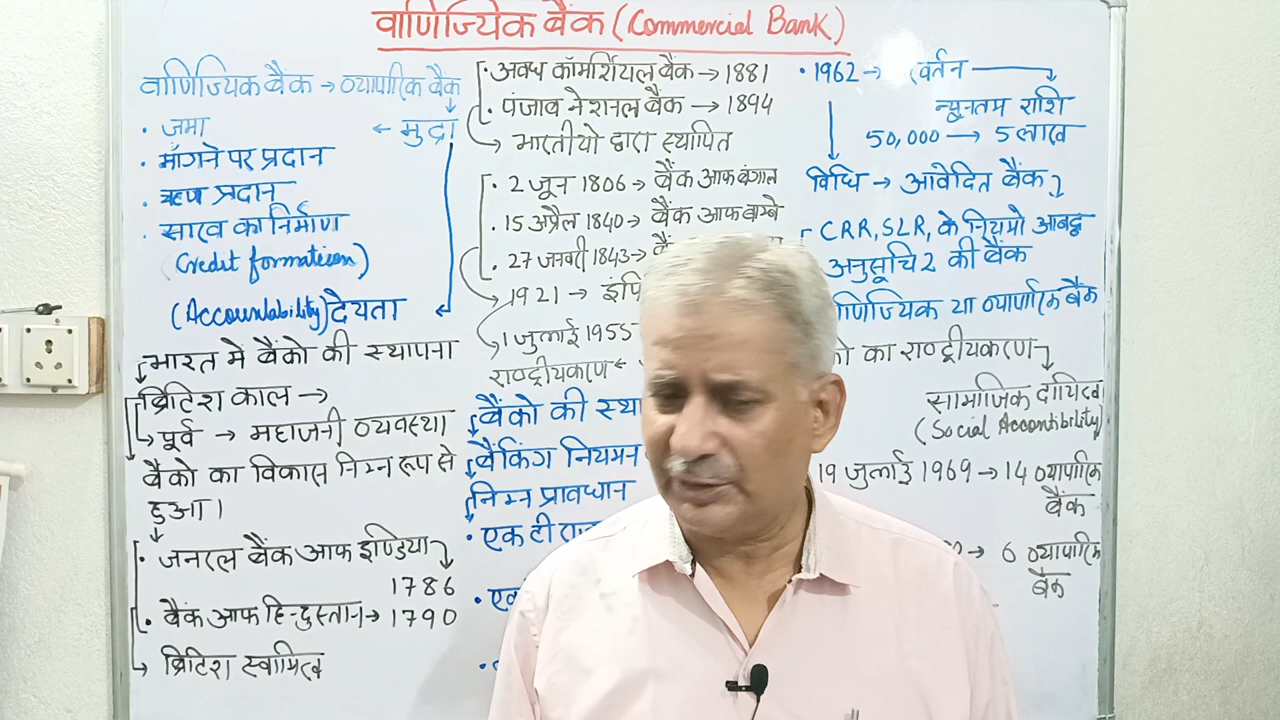 वाणिज्यिक बैंक (Commercial Bank)
वाणिज्यिक बैंक → व्यापारिक बैंक
· जमा ← मुद्रा
· माँगने पर प्रदान
· ऋण प्रदान
· साख का निर्माण
(Credit formation)
(Accountability) देयता
भारत मे बैंको की स्थापना
ब्रिटिश काल →
पूर्व → महाजनी व्यवस्था
बैंको का विकास निम्न रूप से
हुआ।
· जनरल बैंक आफ इण्डिया
1786
· बैंक आफ हिन्दुस्तान → 1790
→ ब्रिटिश स्वामित्व
· अवध कॉमर्शियल बैंक → 1881
· पंजाब नेशनल बैंक → 1894
→ भारतीयो द्वारा स्थापित
· 2 जून 1806 → बैंक आफ बंगाल
· 15 अप्रैल 1840 → बैंक आफ बाम्बे
· 27 जनवरी 1843 →
→ 1921 →
1 जुलाई 1955
राष्ट्रीयकरण ←
बैंको की
बैंकिंग नियमन
निम्न प्रावधान
· एक ही
·
·
· 1962 →
न्यूनतम राशि
50,000 → 5 लाख
विधि → आवेदित बैंक
CRR, SLR, के नियमो आबद्ध
अनुसूचि 2 की बैंक
या व्यापारिक बैंक
का राष्ट्रीयकरण
सामाजिक दायित्व
(Social Accountibility)
19 जुलाई 1969 → 14 व्यापारिक
बैंक
→ 6 व्यापारिक
बैंक